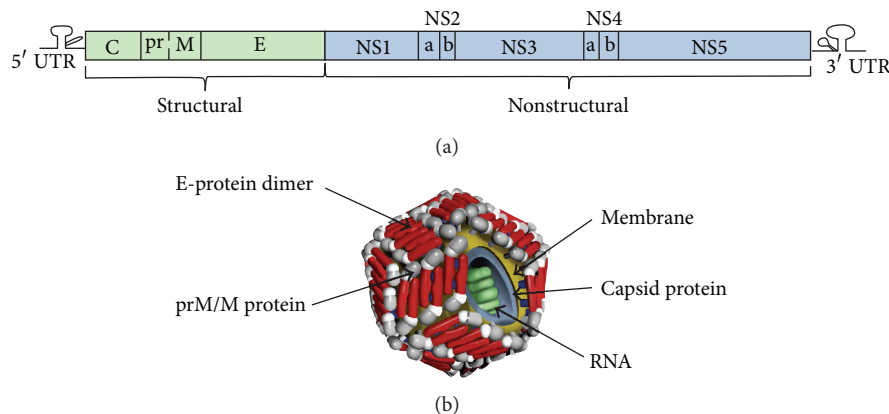 NS2 NS4
C pr M E NS1 a b NS3 a b NS5
5′ UTR 3′ UTR
Structural Nonstructural
(a)
E-protein dimer
Membrane
prM/M protein
Capsid protein
RNA
(b)